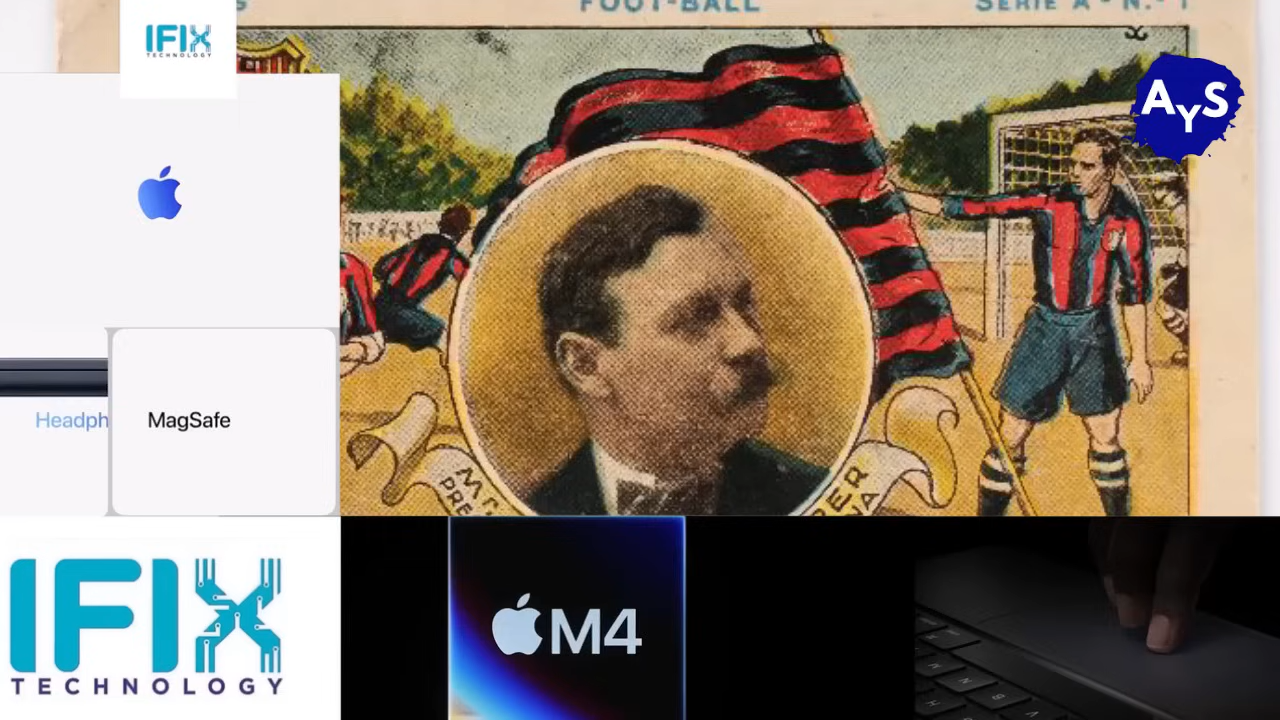 FOOT-BALL
SERIE A - N.° 1
IFIX
TECHNOLOGY
AYS
Headph
MagSafe
IFIX
TECHNOLOGY
M4